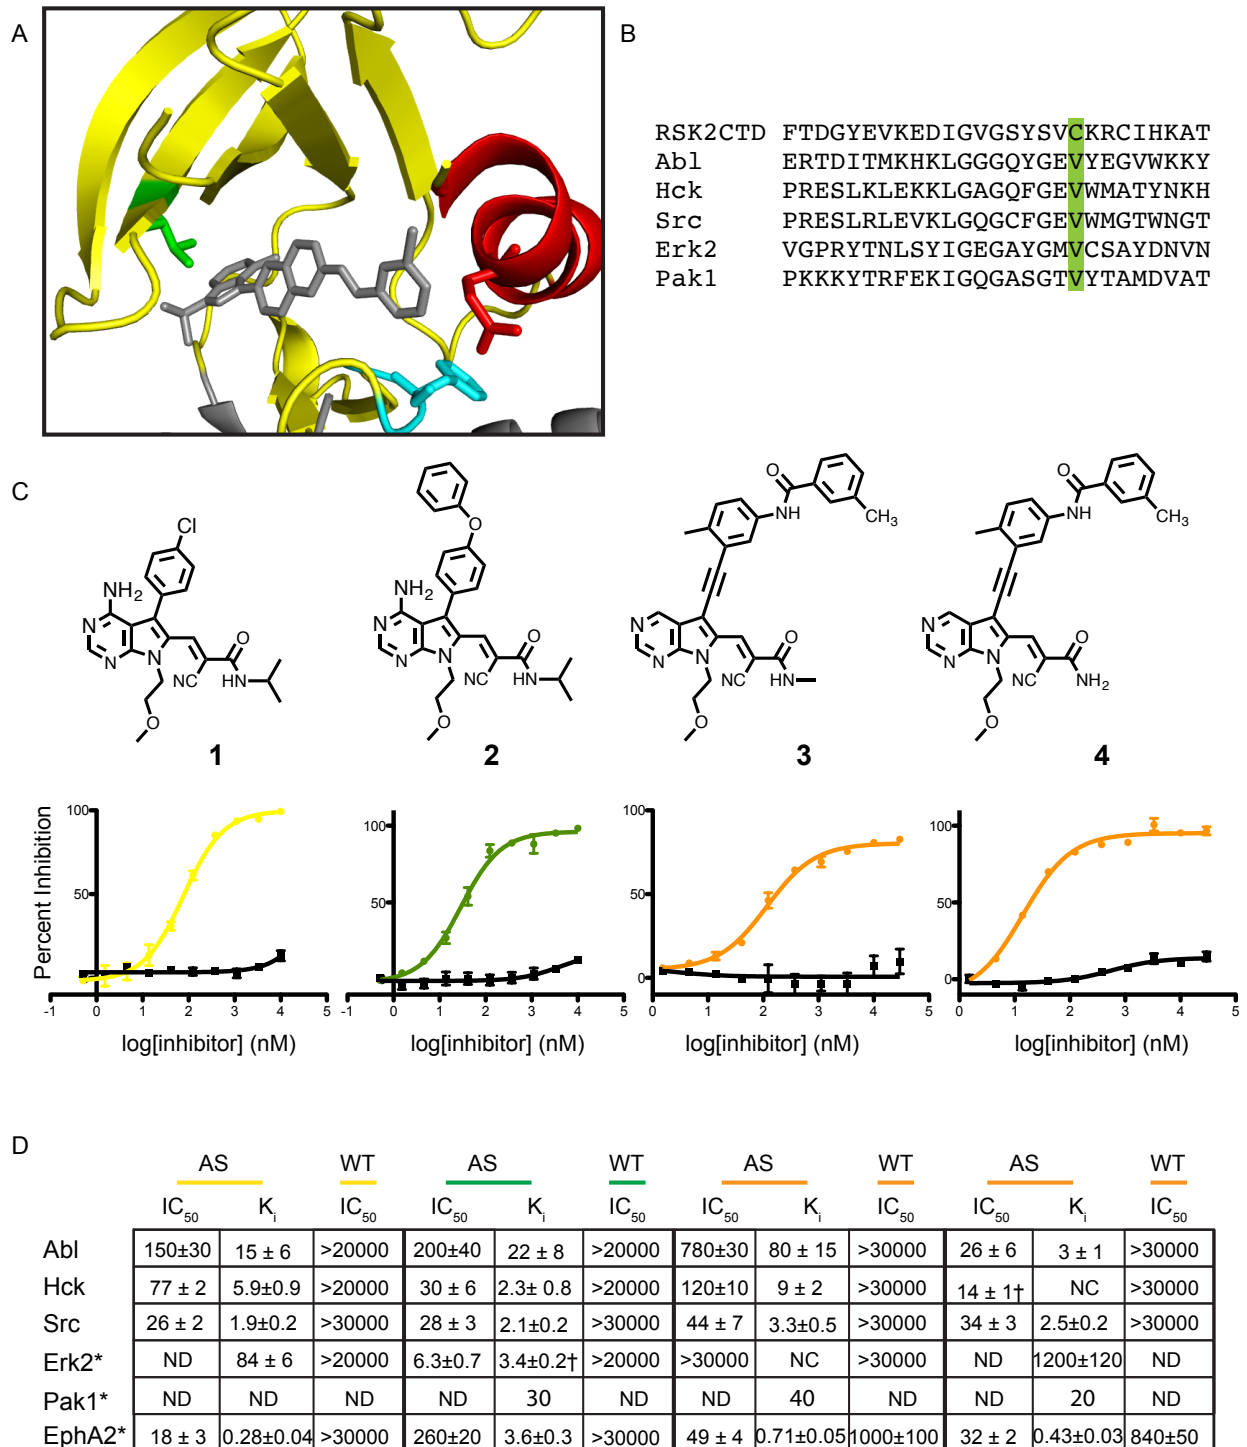 A
B
RSK2CTD FTDGYEVKEDIGVGSYSVCKRCIHKAT
Abl ERTDITMKHKLGGGQYGEVYEGVWKKY
Hck PRESLKLEKKLGAGQFGEVWMATYNKH
Src PRESLRLEVKLGQGCFGEVWMGTWNGT
Erk2 VGPRYTNLSYIGEGAYGMVCSAYDNVN
Pak1 PKKKYTRFEKIGQGASGTVYTAMDVAT
C
Cl
NH2
N
N
N
O
NC
HN
O
1
O
NH2
N
N
N
O
NC
HN
O
2
O
NH
CH3
N
N
N
O
NC
HN
O
3
O
NH
CH3
N
N
N
O
NC
NH2
O
4
Percent Inhibition
100
50
-1 0 1 2 3 4 5
log[inhibitor] (nM)
100
50
0
-1 0 1 2 3 4 5
log[inhibitor] (nM)
100
50
0
0 1 2 3 4 5
log[inhibitor] (nM)
100
50
0
0 1 2 3 4 5
log[inhibitor] (nM)
D
AS WT AS WT AS WT AS WT
IC50 Ki IC50 IC50 Ki IC50 IC50 Ki IC50 IC50 Ki IC50
Abl 150±30 15 ± 6 >20000 200±40 22 ± 8 >20000 780±30 80 ± 15 >30000 26 ± 6 3 ± 1 >30000
Hck 77 ± 2 5.9±0.9 >20000 30 ± 6 2.3± 0.8 >20000 120±10 9 ± 2 >30000 14 ± 1† NC >30000
Src 26 ± 2 1.9±0.2 >30000 28 ± 3 2.1±0.2 >30000 44 ± 7 3.3±0.5 >30000 34 ± 3 2.5±0.2 >30000
Erk2* ND 84 ± 6 >20000 6.3±0.7 3.4±0.2† >20000 >30000 NC >30000 ND 1200±120 ND
Pak1* ND ND ND ND 30 ND ND 40 ND ND 20 ND
EphA2* 18 ± 3 0.28±0.04 >30000 260±20 3.6±0.3 >30000 49 ± 4 0.71±0.05 1000±100 32 ± 2 0.43±0.03 840±50